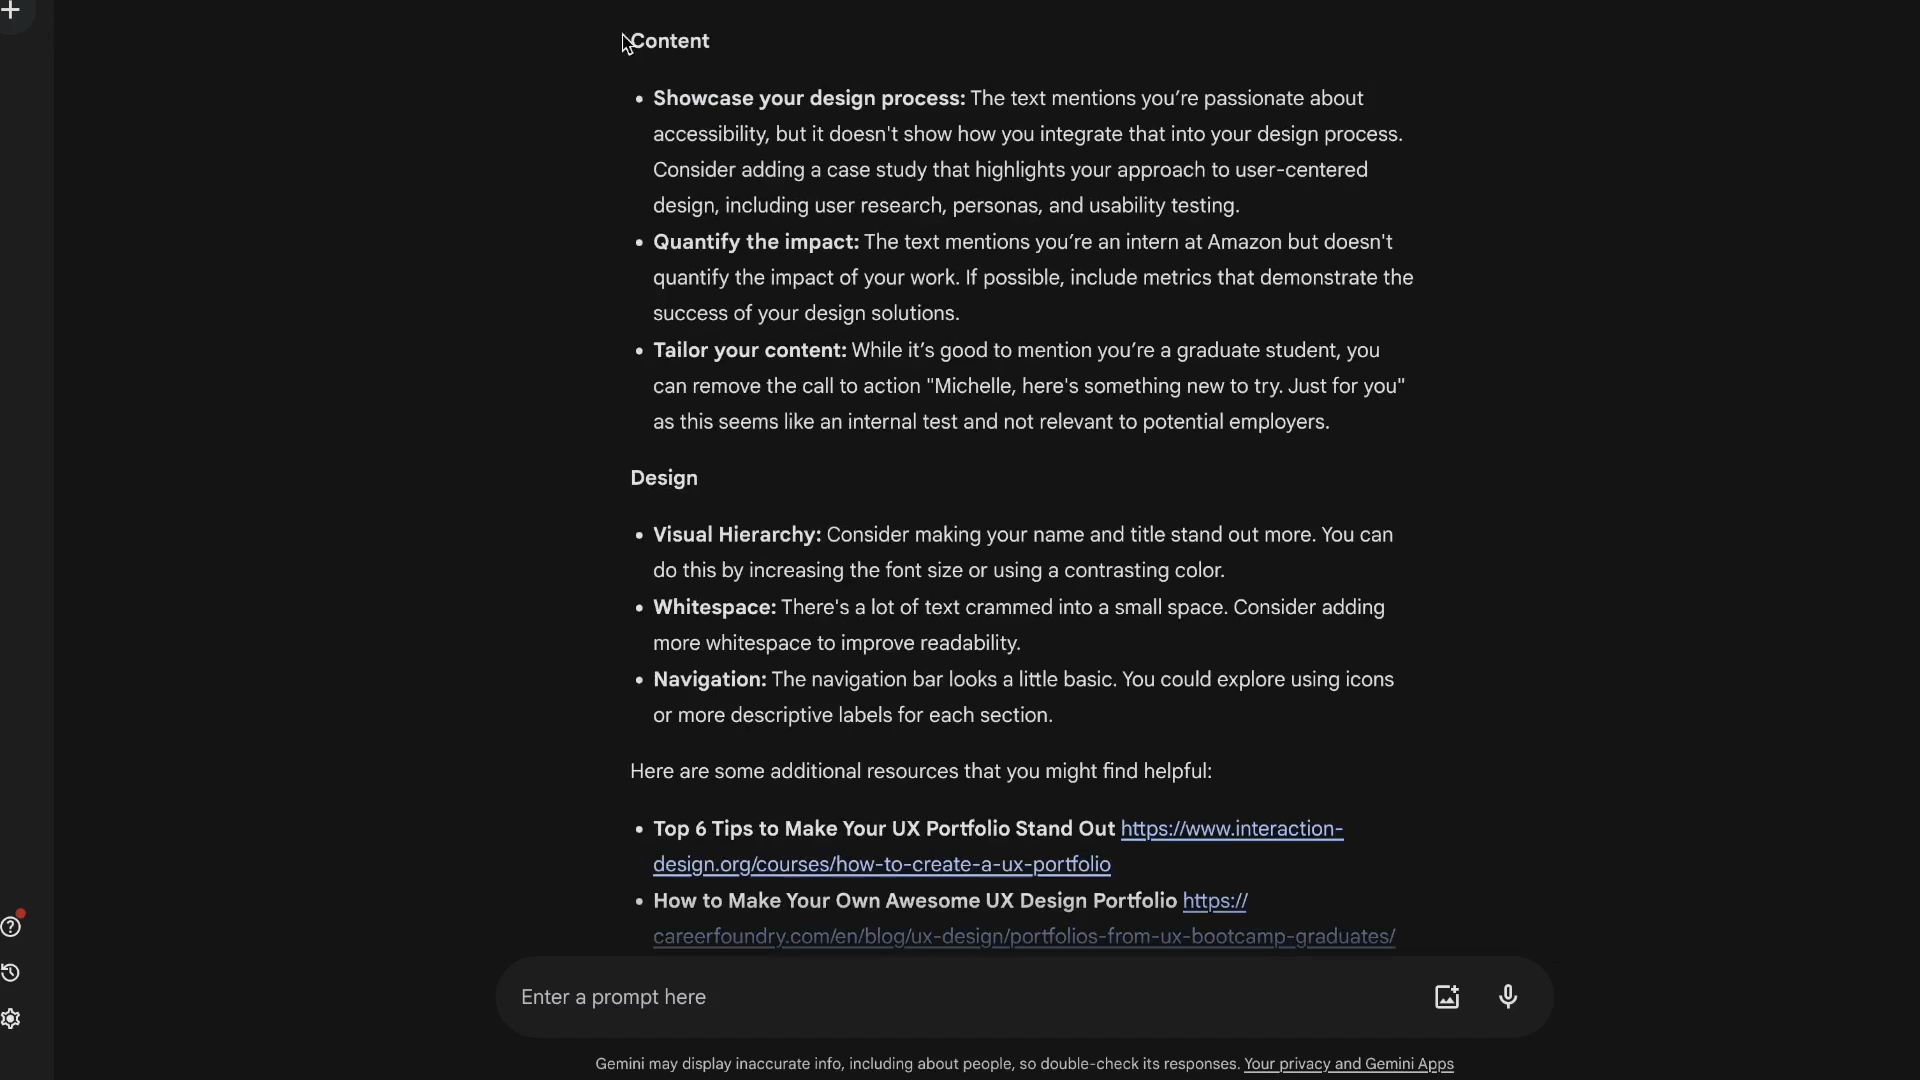 Content
Showcase your design process: The text mentions you’re passionate about
accessibility, but it doesn't show how you integrate that into your design process.
Consider adding a case study that highlights your approach to user-centered
design, including user research, personas, and usability testing.
Quantify the impact: The text mentions you’re an intern at Amazon but doesn't
quantify the impact of your work. If possible, include metrics that demonstrate the
success of your design solutions.
Tailor your content: While it’s good to mention you’re a graduate student, you
can remove the call to action "Michelle, here's something new to try. Just for you"
as this seems like an internal test and not relevant to potential employers.
Design
Visual Hierarchy: Consider making your name and title stand out more. You can
do this by increasing the font size or using a contrasting color.
Whitespace: There's a lot of text crammed into a small space. Consider adding
more whitespace to improve readability.
Navigation: The navigation bar looks a little basic. You could explore using icons
or more descriptive labels for each section.
Here are some additional resources that you might find helpful:
Top 6 Tips to Make Your UX Portfolio Stand Out https://www.interaction-
design.org/courses/how-to-create-a-ux-portfolio
How to Make Your Own Awesome UX Design Portfolio https://
careerfoundry.com/en/blog/ux-design/portfolios-from-ux-bootcamp-graduates/
Enter a prompt here
Gemini may display inaccurate info, including about people, so double-check its responses. Your privacy and Gemini Apps